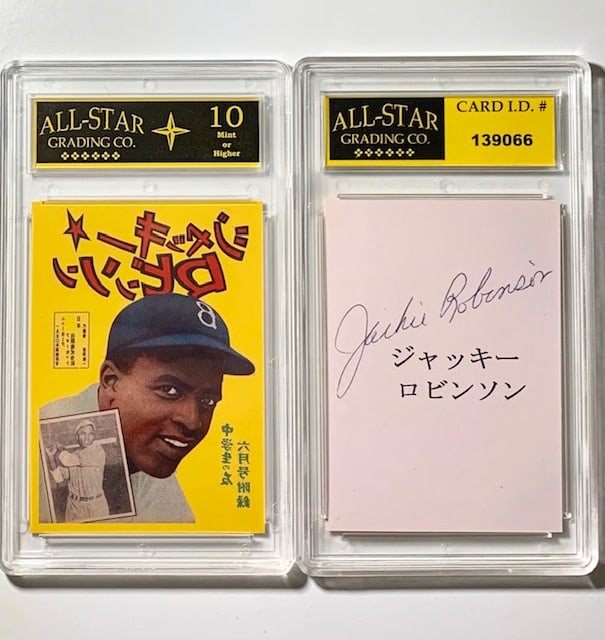 ALL-STAR
GRADING CO.
10
Mint
or
Higher
ジャッキー
ロビンソン
B
六月号附録
中学生の友
ALL-STAR
GRADING CO.
CARD I.D. #
139066
Jackie Robinson
ジャッキー
ロビンソン